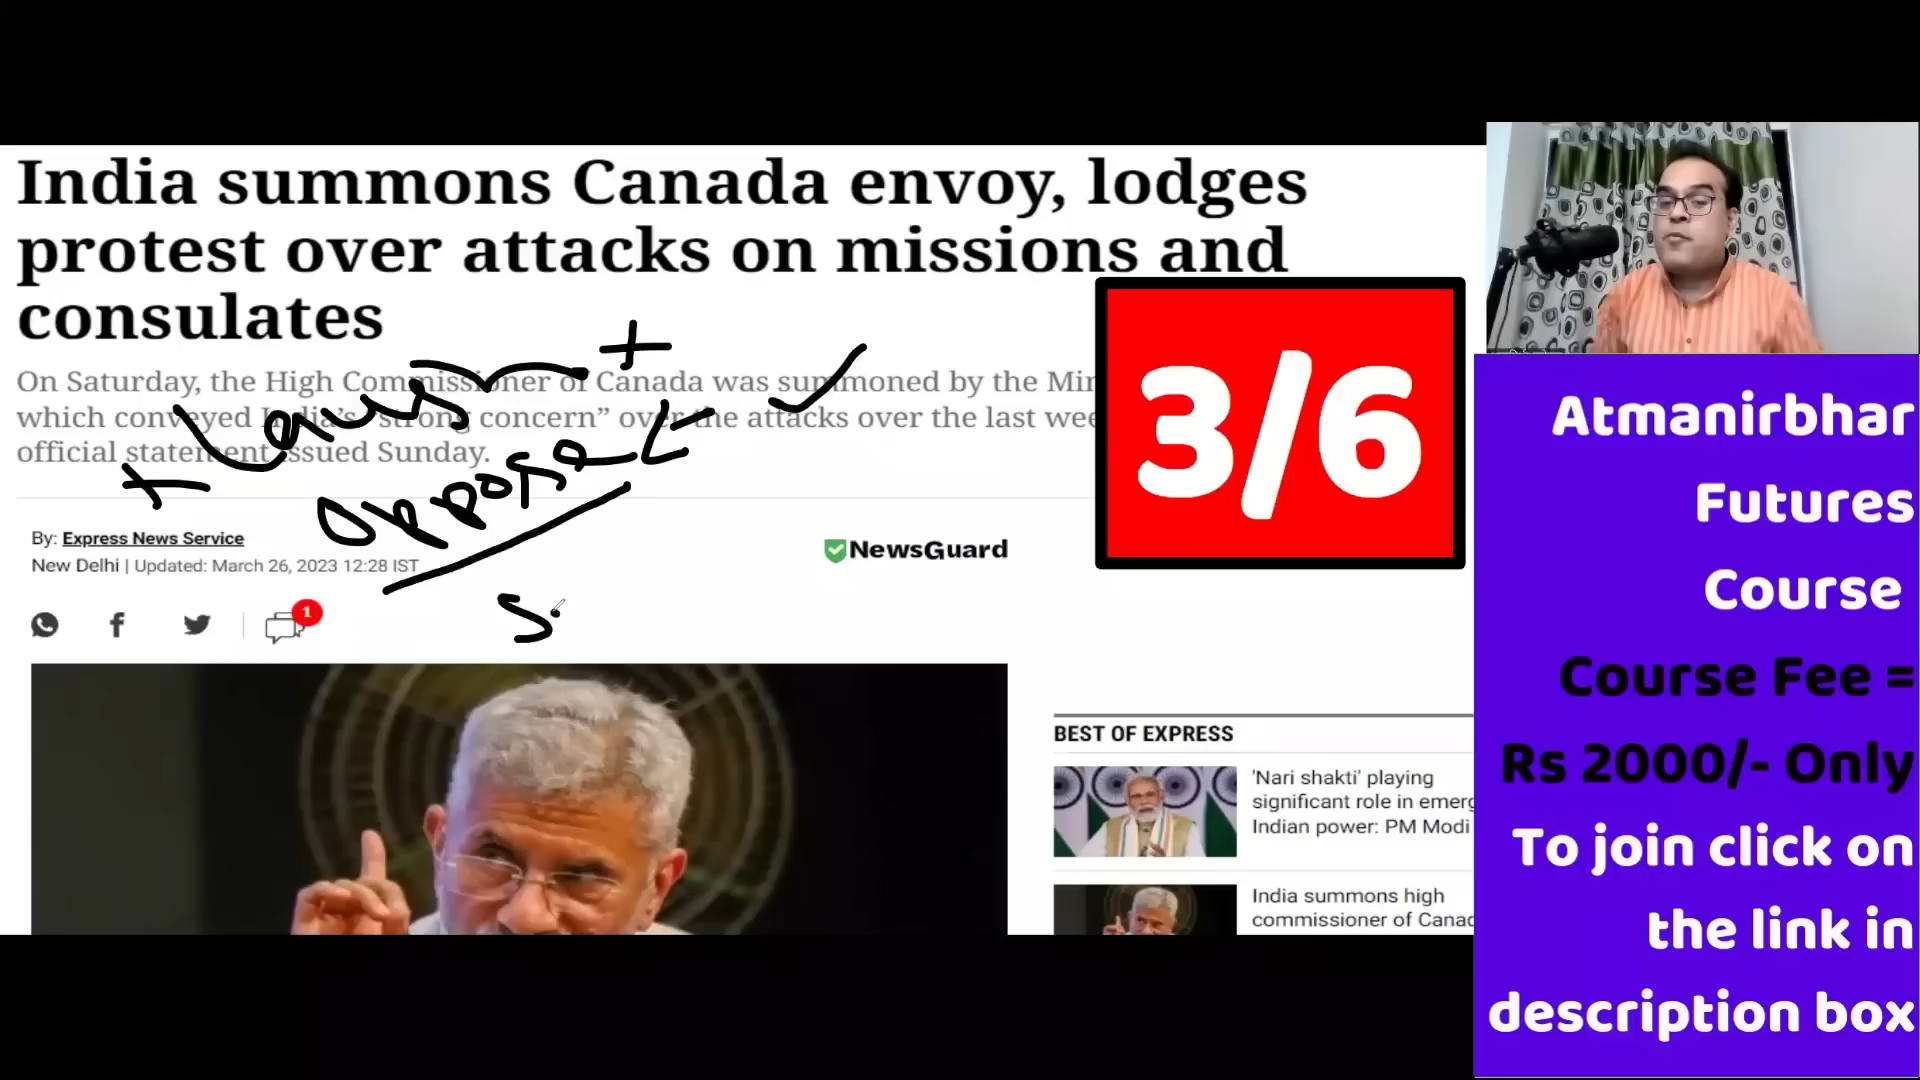 India summons Canada envoy, lodges
protest over attacks on missions and
consulates
On Saturday, the High Commissioner of Canada was summoned by the Min
which conveyed India's "strong concern" over the attacks over the last
official statement issued Sunday.
oppose
By: Express News Service
New Delhi | Updated: March 26, 2023 12:28 IST
1
NewsGuard
3/6
BEST OF EXPRESS
'Nari shakti' playing
significant role in emerg
Indian power: PM Modi
India summons high
commissioner of Canad
Atmanirbhar
Futures
Course
Course Fee =
Rs 2000/- Only
To join click on
the link in
description box